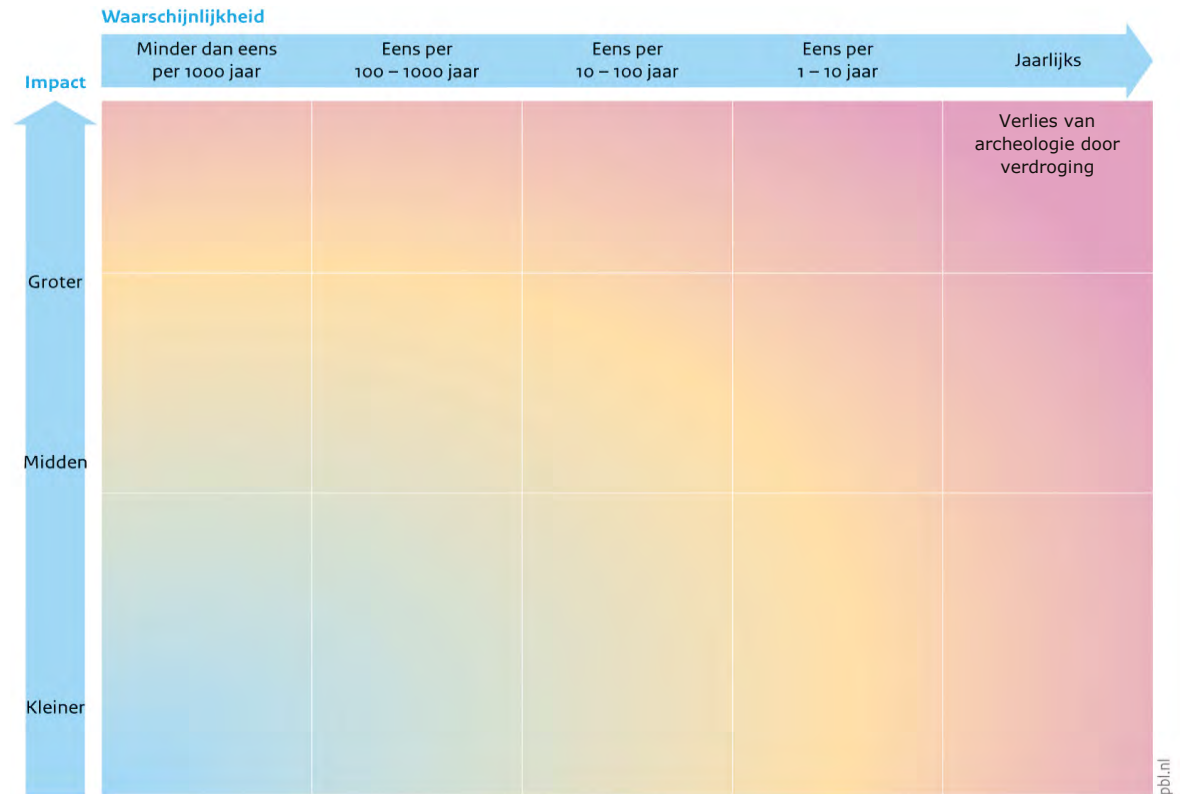 Waarschijnlijkheid
Minder dan eens
per 1000 jaar
Eens per
100 – 1000 jaar
Eens per
10 – 100 jaar
Eens per
1 – 10 jaar
Jaarlijks
Impact
Verlies van
archeologie door
verdroging
Groter
Midden
Kleiner
pbl.nl